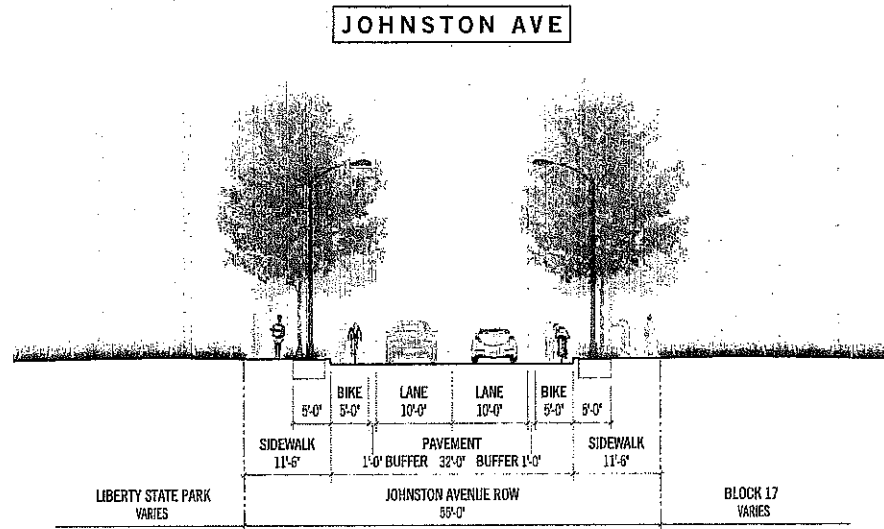 JOHNSTON AVE
BIKE LANE LANE BIKE
5'-0" 5'-0" 10'-0" 10'-0" 5'-0" 5'-0"
SIDEWALK PAVEMENT SIDEWALK
11'-6" 1'-0" BUFFER 32'-0" BUFFER 1'-0" 11'-6"
LIBERTY STATE PARK JOHNSTON AVENUE ROW BLOCK 17
VARIES 55'-0" VARIES